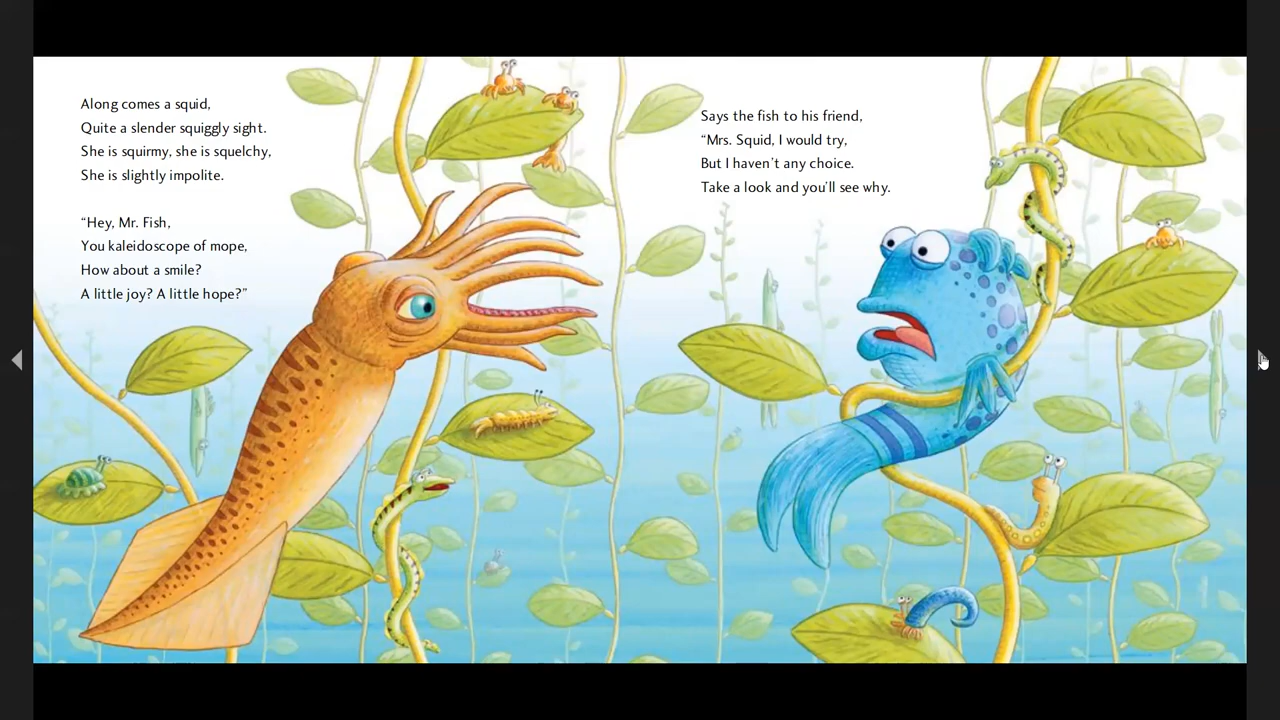 Along comes a squid,
Quite a slender squiggly sight.
She is squirmy, she is squelchy,
She is slightly impolite.
“Hey, Mr. Fish,
You kaleidoscope of mope,
How about a smile?
A little joy? A little hope?”
Says the fish to his friend,
“Mrs. Squid, I would try,
But I haven’t any choice.
Take a look and you’ll see why.